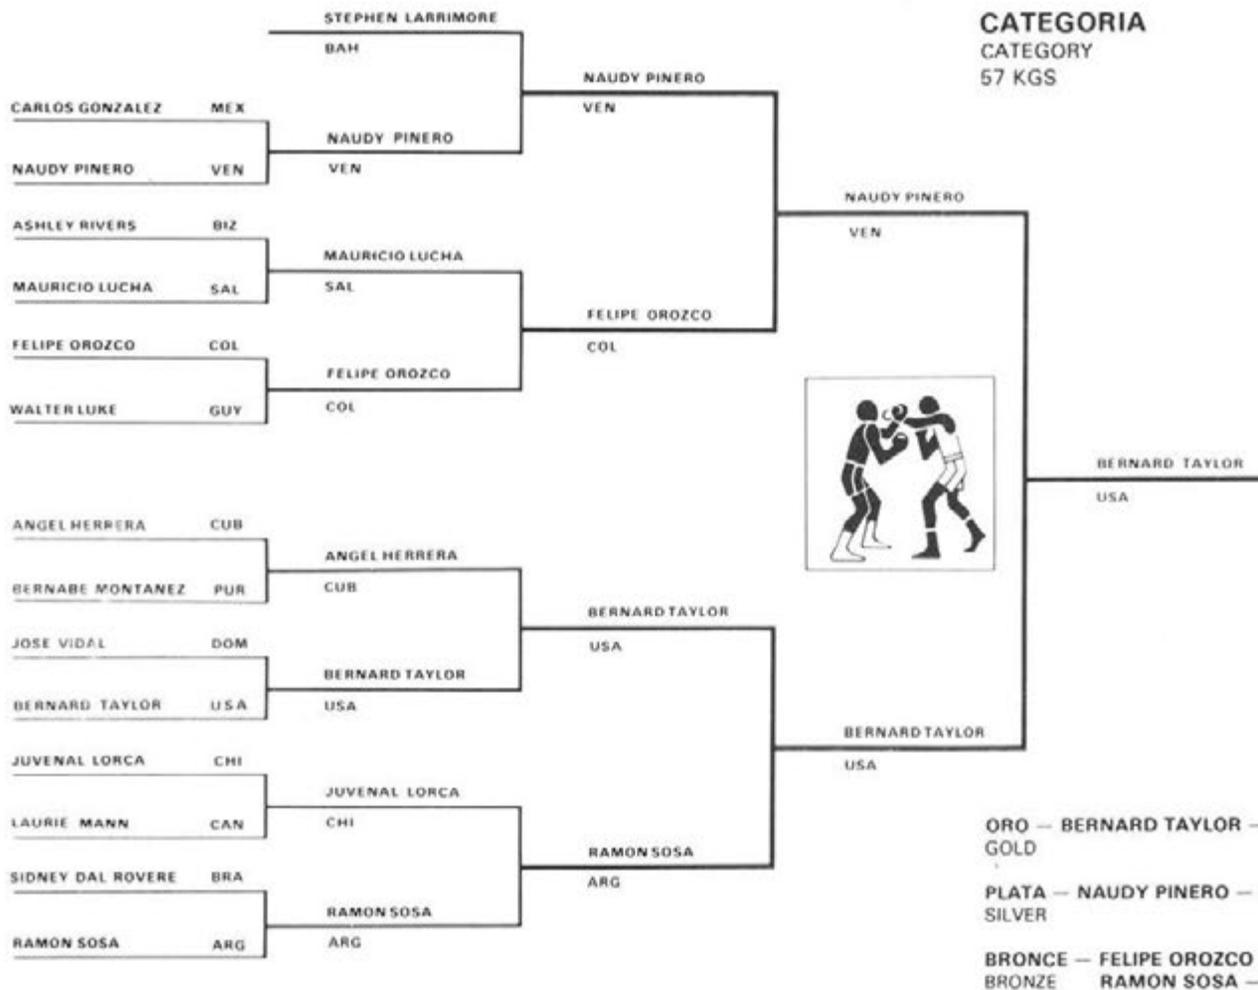 STEPHEN LARRIMORE
BAH
CATEGORIA
CATEGORY
57 KGS
NAUDY PINERO
VEN
CARLOS GONZALEZ MEX
NAUDY PINERO
VEN
NAUDY PINERO VEN
NAUDY PINERO
VEN
ASHLEY RIVERS BIZ
MAURICIO LUCHA
SAL
MAURICIO LUCHA SAL
FELIPE OROZCO
COL
FELIPE OROZCO COL
FELIPE OROZCO
COL
WALTER LUKE GUY
BERNARD TAYLOR
USA
ANGEL HERRERA CUB
ANGEL HERRERA
CUB
BERNABE MONTANEZ PUR
BERNARD TAYLOR
USA
JOSE VIDAL DOM
BERNARD TAYLOR
USA
BERNARD TAYLOR USA
BERNARD TAYLOR
USA
JUVENAL LORCA CHI
JUVENAL LORCA
CHI
LAURIE MANN CAN
RAMON SOSA
ARG
SIDNEY DAL ROVERE BRA
RAMON SOSA
ARG
RAMON SOSA ARG
ORO — BERNARD TAYLOR —
GOLD
PLATA — NAUDY PINERO —
SILVER
BRONCE — FELIPE OROZCO
BRONZE RAMON SOSA —